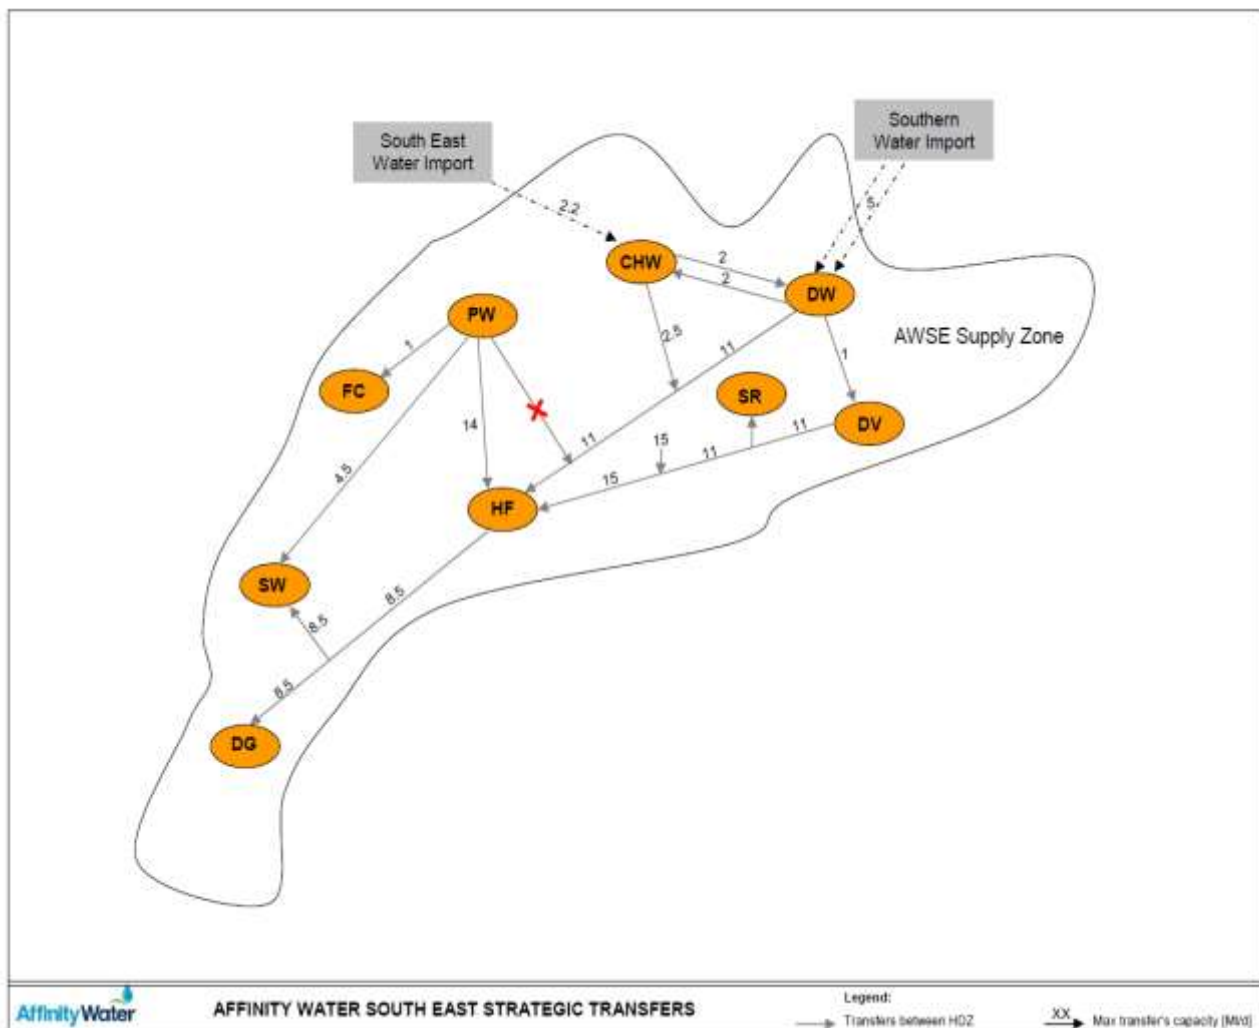 South East
Water Import
Southern
Water Import
2.2
5
CHW
2
2
DW
PW
AWSE Supply Zone
1
2.5
11
1
FC
SR
DV
14
11
15
11
11
4.5
15
HF
SW
8.5
8.5
8.5
DG
AffinityWater
AFFINITY WATER SOUTH EAST STRATEGIC TRANSFERS
Legend:
Transfers between HDZ
XX
Max transfer's capacity [Ml/d]